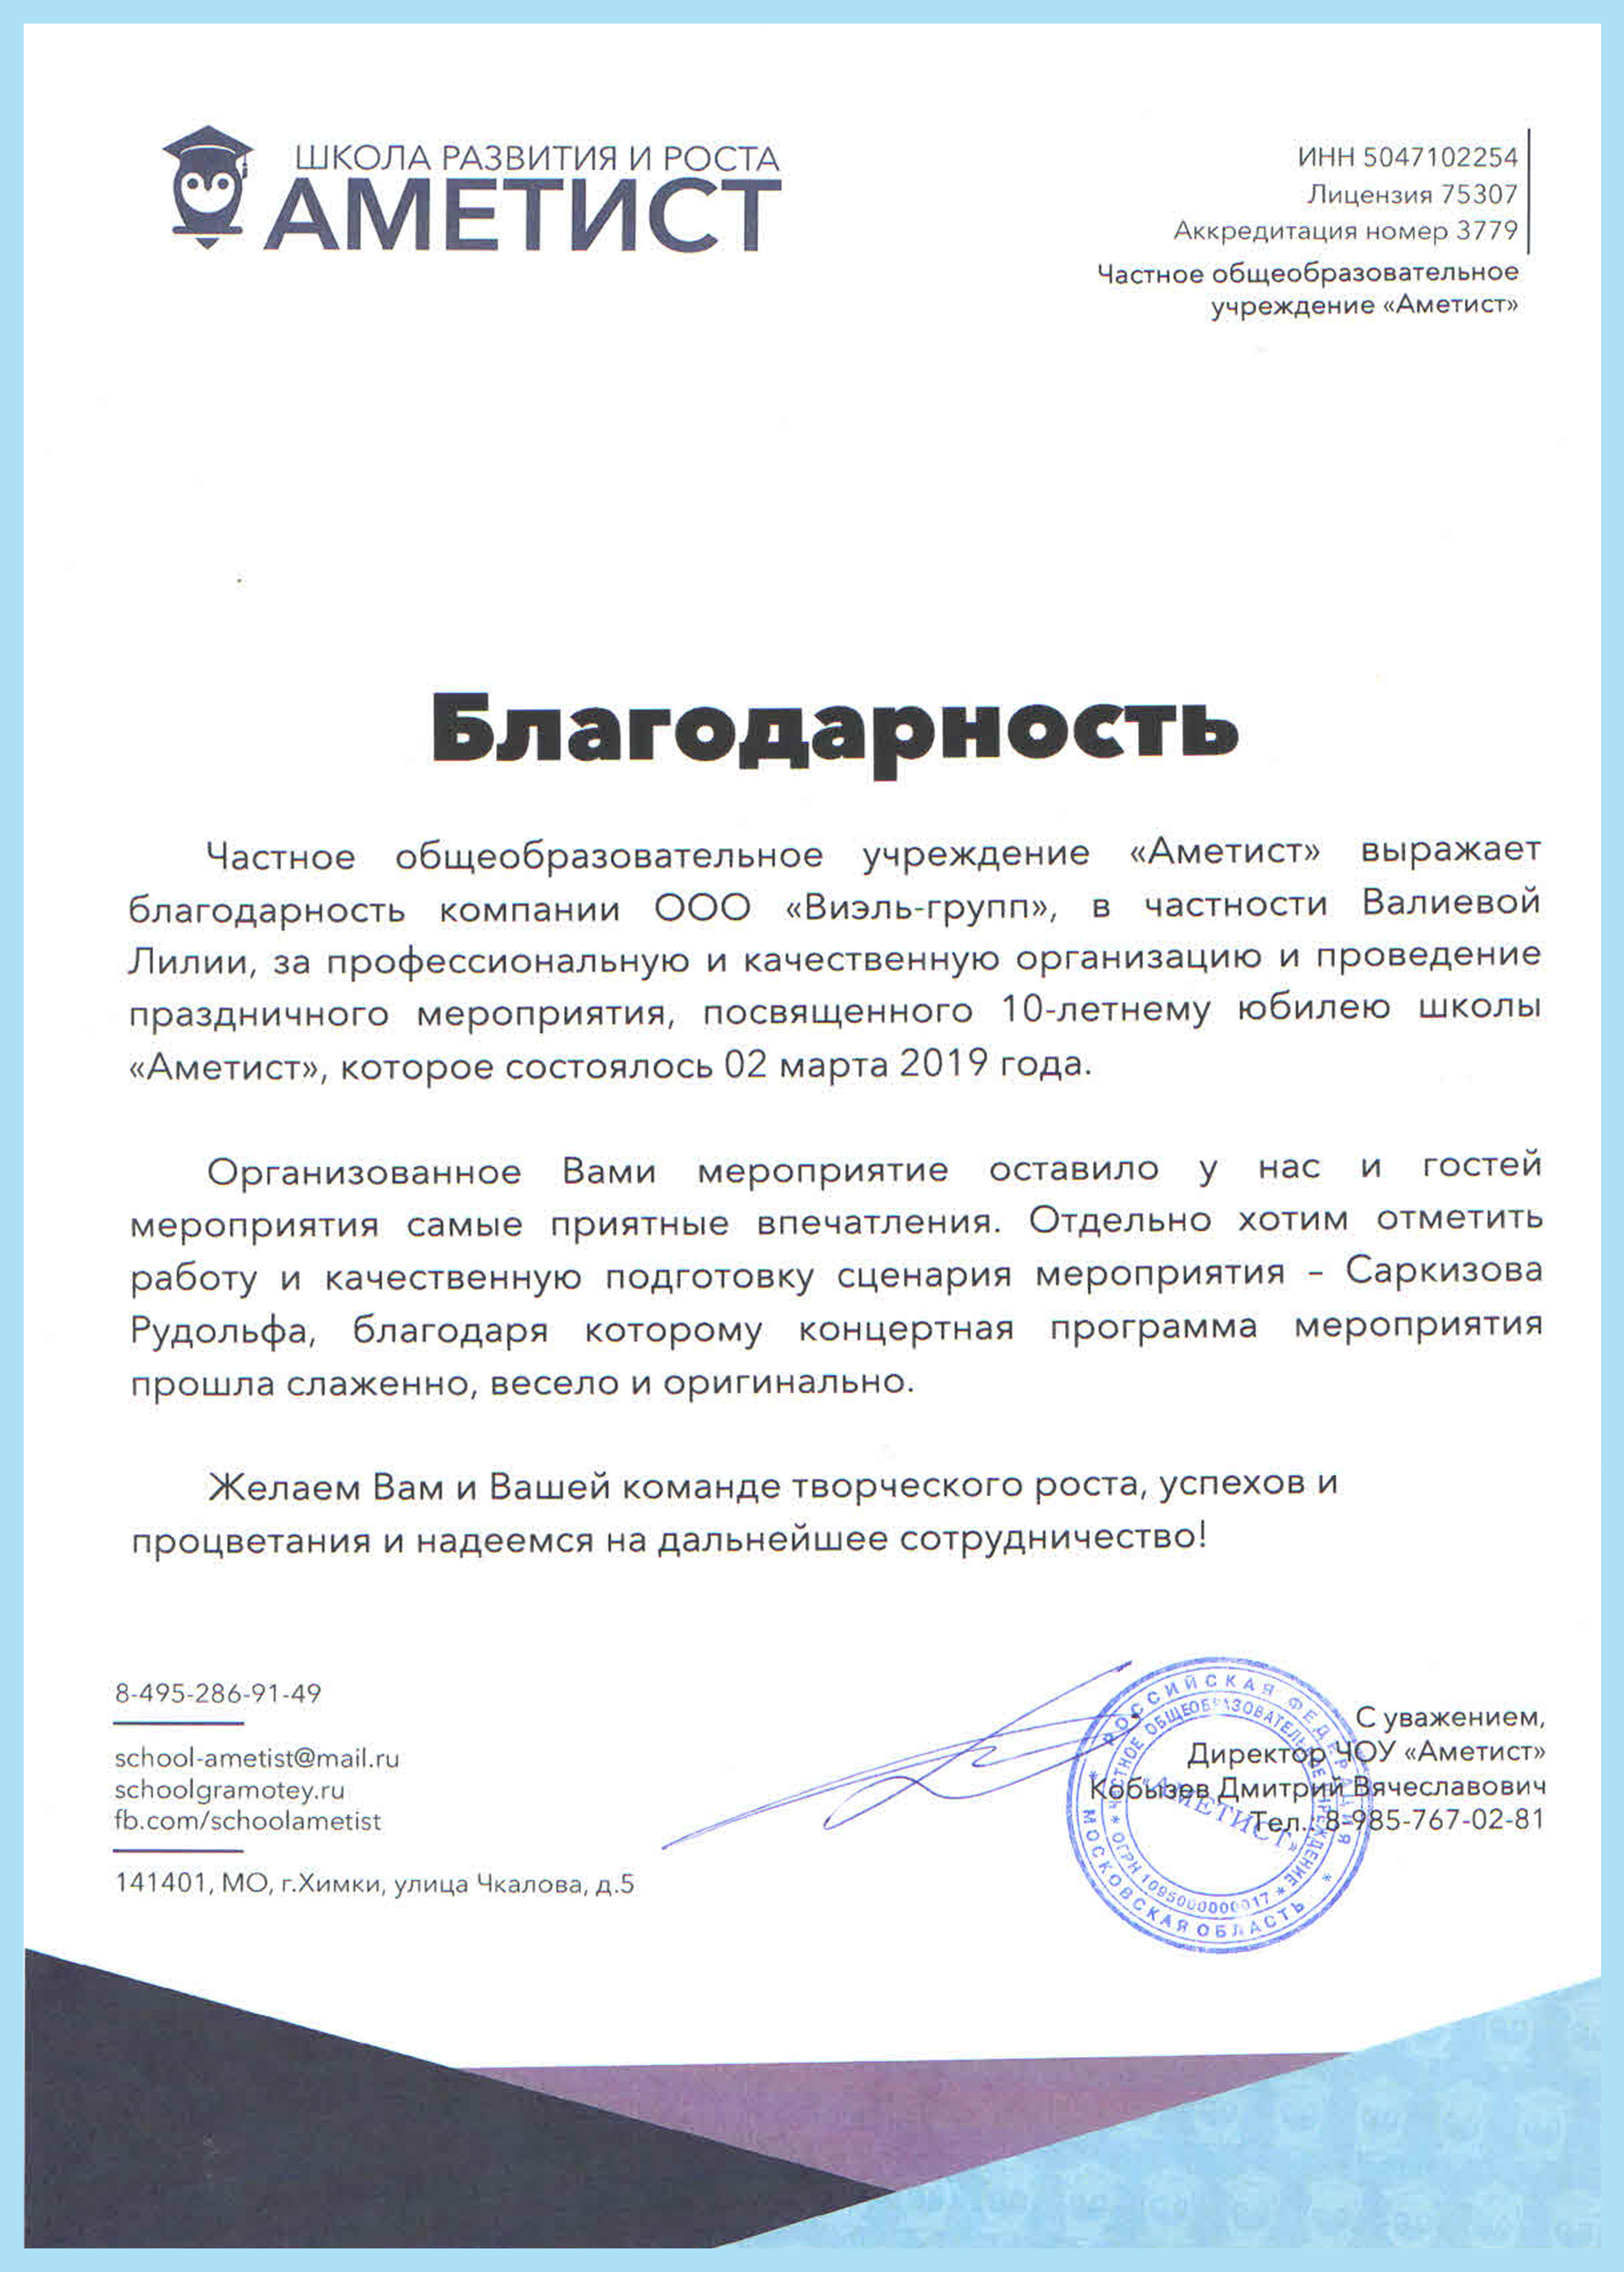 ШКОЛА РАЗВИТИЯ И РОСТА
АМЕТИСТ
ИНН 5047102254
Лицензия 75307
Аккредитация номер 3779
Частное общеобразовательное
учреждение «Аметист»
Благодарность
Частное общеобразовательное учреждение «Аметист» выражает
благодарность компании ООО «Виэль-групп», в частности Валиевой
Лилии, за профессиональную и качественную организацию и проведение
праздничного мероприятия, посвященного 10-летнему юбилею школы
«Аметист», которое состоялось 02 марта 2019 года.
Организованное Вами мероприятие оставило у нас и гостей
мероприятия самые приятные впечатления. Отдельно хотим отметить
работу и качественную подготовку сценария мероприятия – Саркизова
Рудольфа, благодаря которому концертная программа мероприятия
прошла слаженно, весело и оригинально.
Желаем Вам и Вашей команде творческого роста, успехов и
процветания и надеемся на дальнейшее сотрудничество!
8-495-286-91-49
school-ametist@mail.ru
schoolgramotey.ru
fb.com/schoolametist
141401, МО, г.Химки, улица Чкалова, д.5
С уважением,
Директор ЧОУ «Аметист»
Кобызев Дмитрий Вячеславович
Тел.: 8-985-767-02-81
РОССИЙСКАЯ ФЕДЕРАЦИЯ * МОСКОВСКАЯ ОБЛАСТЬ *
ЧАСТНОЕ ОБЩЕОБРАЗОВАТЕЛЬНОЕ УЧРЕЖДЕНИЕ * ОГРН 1095000000017 *
«АМЕТИСТ»